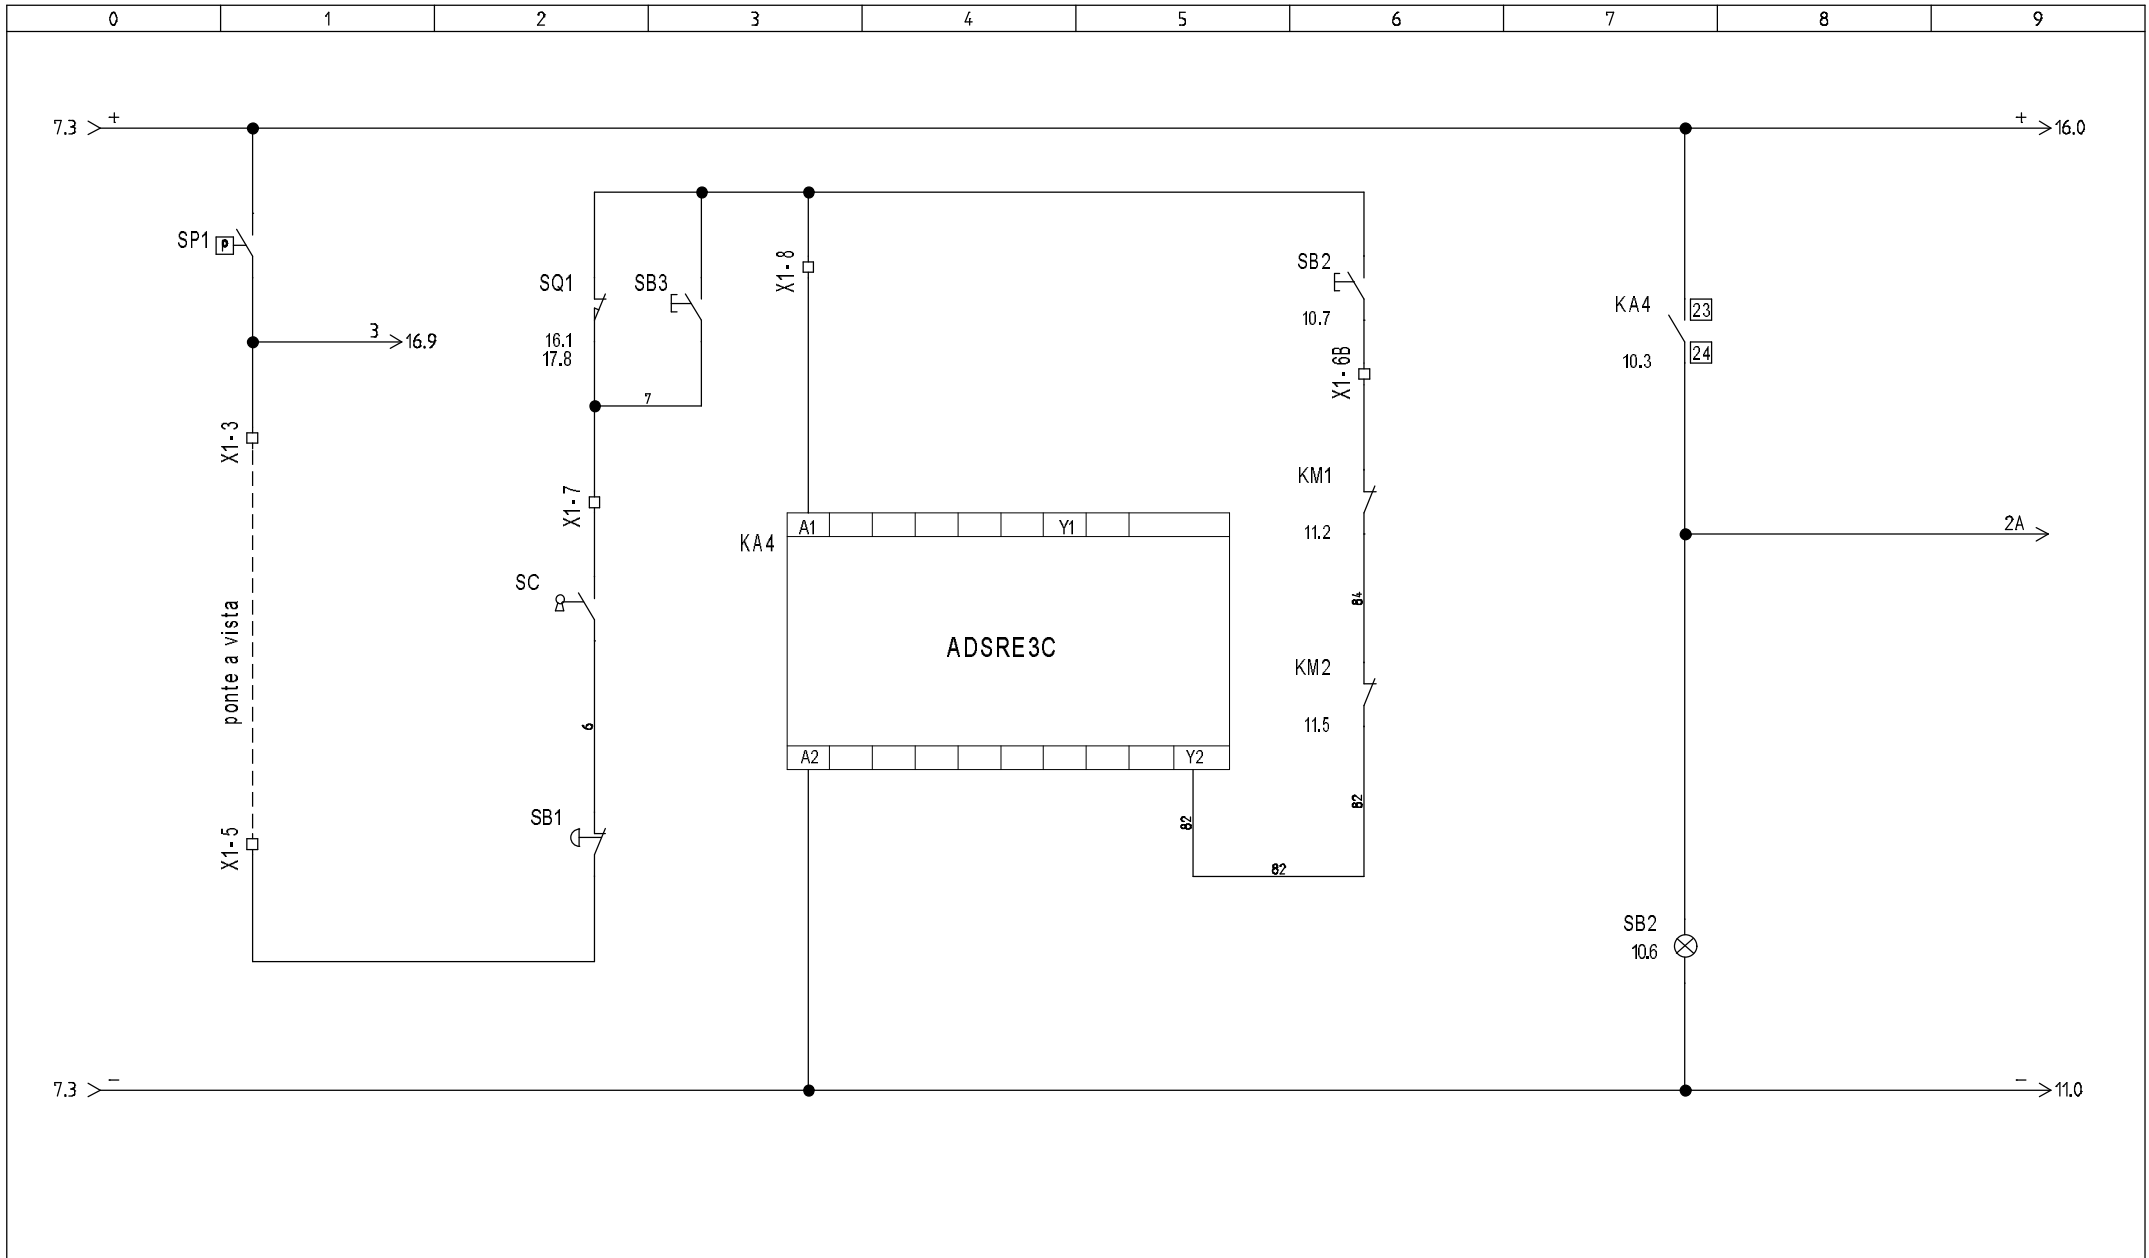 0 1 2 3 4 5 6 7 8 9
7.3 + + 16.0
SP1 P
3 16.9
X1-3
ponte a vista
X1-5
SQ1
16.1
17.8
SB3
7
X1-7
SC
6
SB1
X1-8
KA4
A1 Y1
ADSRE3C
A2 Y2
82
82
SB2
10.7
X1-6B
KM1
11.2
84
KM2
11.5
82
KA4 23
10.3 24
2A
SB2
10.6
7.3 - - 11.0